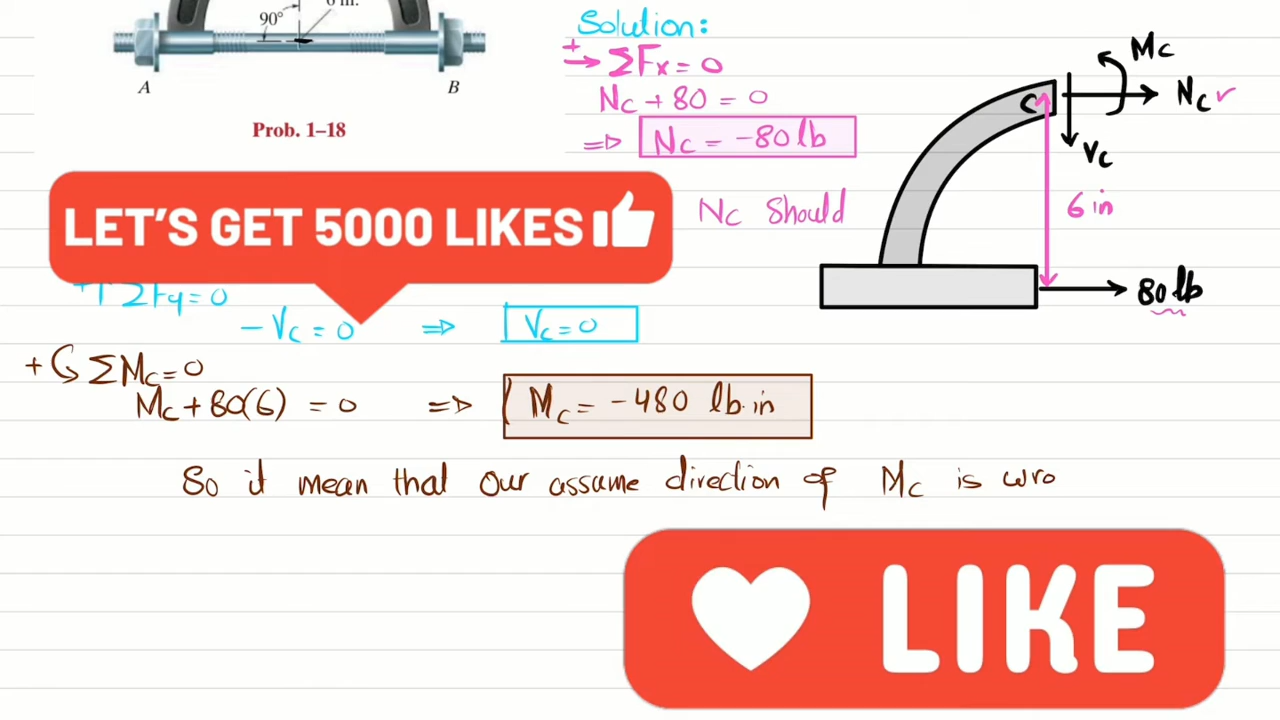 90°
6 in.
A
B
Prob. 1–18
Solution:
+→ ΣFx = 0
Nc + 80 = 0
⇒ Nc = -80 lb
Nc Should
Mc
Nc
C
Vc
6 in
80 lb
LET'S GET 5000 LIKES
+↑ ΣFy = 0
- Vc = 0 ⇒ Vc = 0
+↺ ΣMc = 0
Mc + 80(6) = 0 ⇒ Mc = -480 lb·in
So it mean that Our assume direction of Mc is wro
LIKE